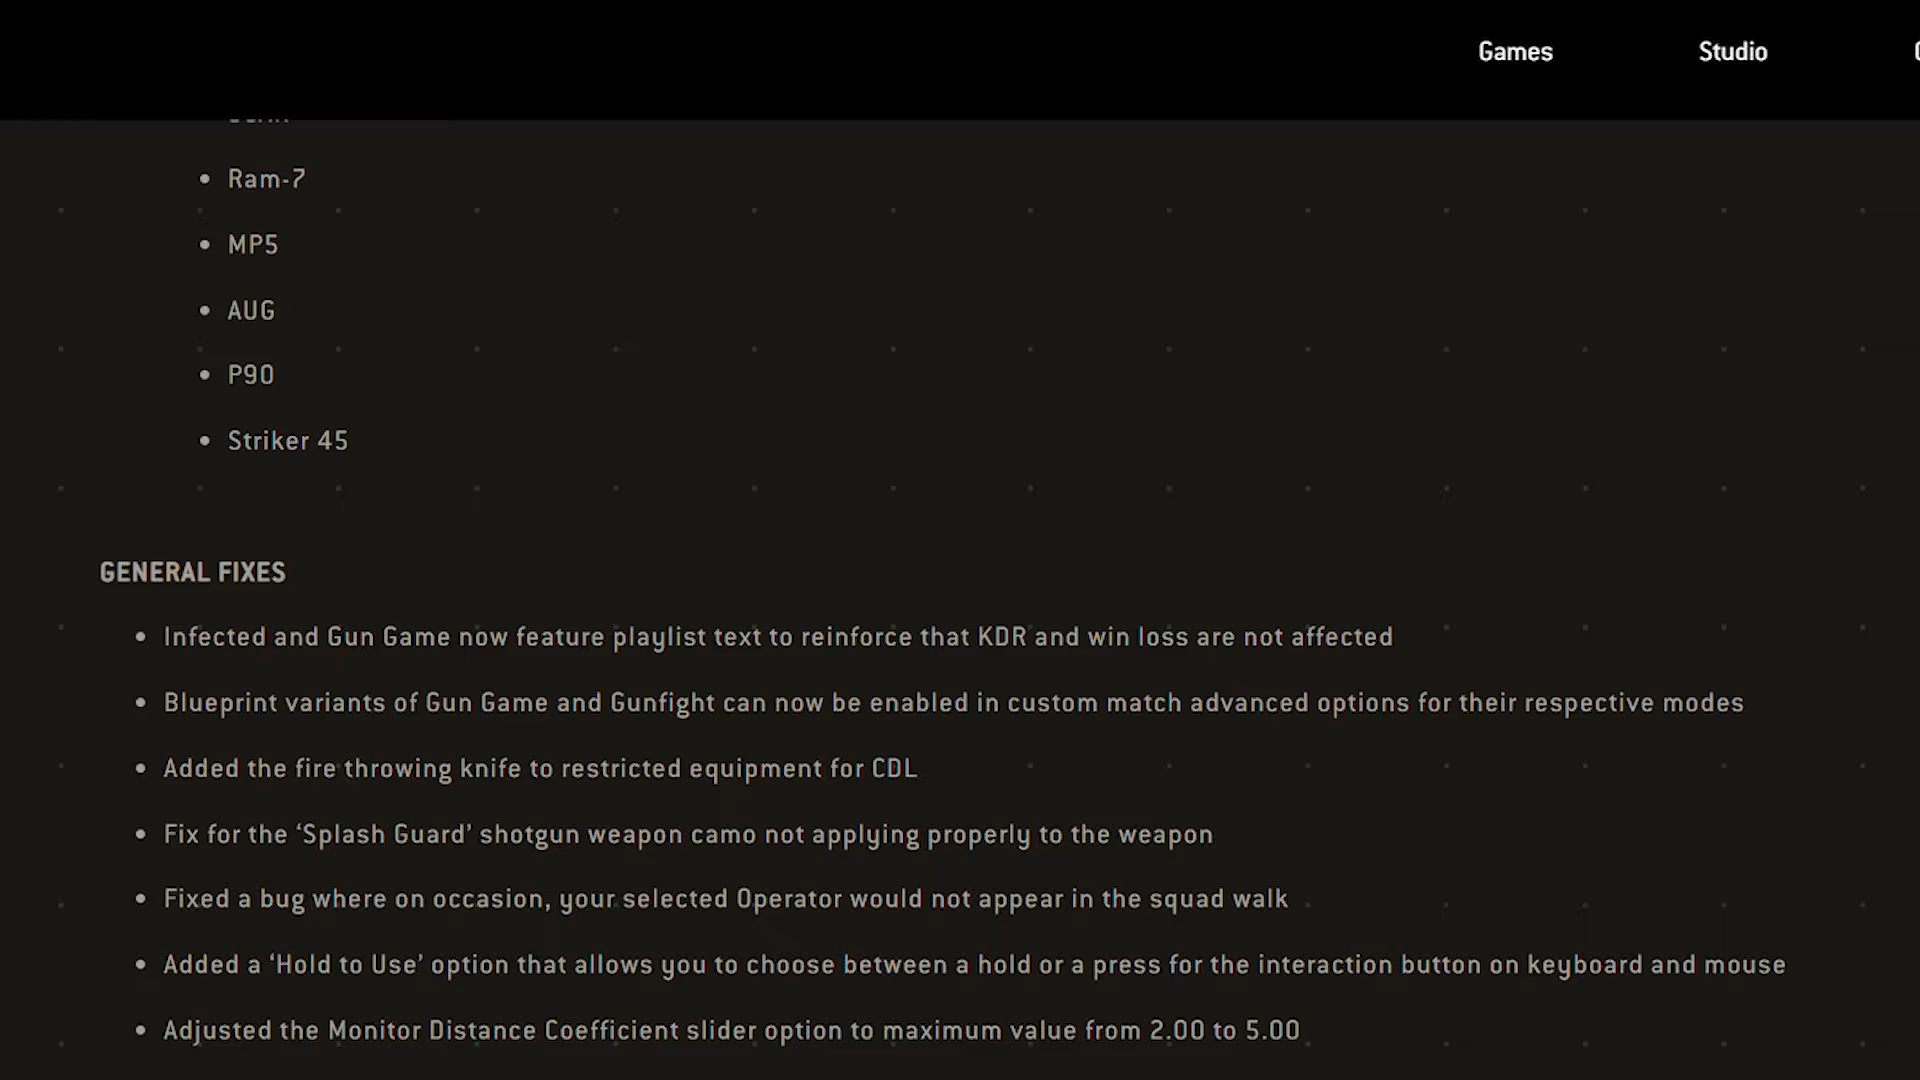 Games
Studio
Ram-7
MP5
AUG
P90
Striker 45
GENERAL FIXES
Infected and Gun Game now feature playlist text to reinforce that KDR and win loss are not affected
Blueprint variants of Gun Game and Gunfight can now be enabled in custom match advanced options for their respective modes
Added the fire throwing knife to restricted equipment for CDL
Fix for the ‘Splash Guard’ shotgun weapon camo not applying properly to the weapon
Fixed a bug where on occasion, your selected Operator would not appear in the squad walk
Added a ‘Hold to Use’ option that allows you to choose between a hold or a press for the interaction button on keyboard and mouse
Adjusted the Monitor Distance Coefficient slider option to maximum value from 2.00 to 5.00